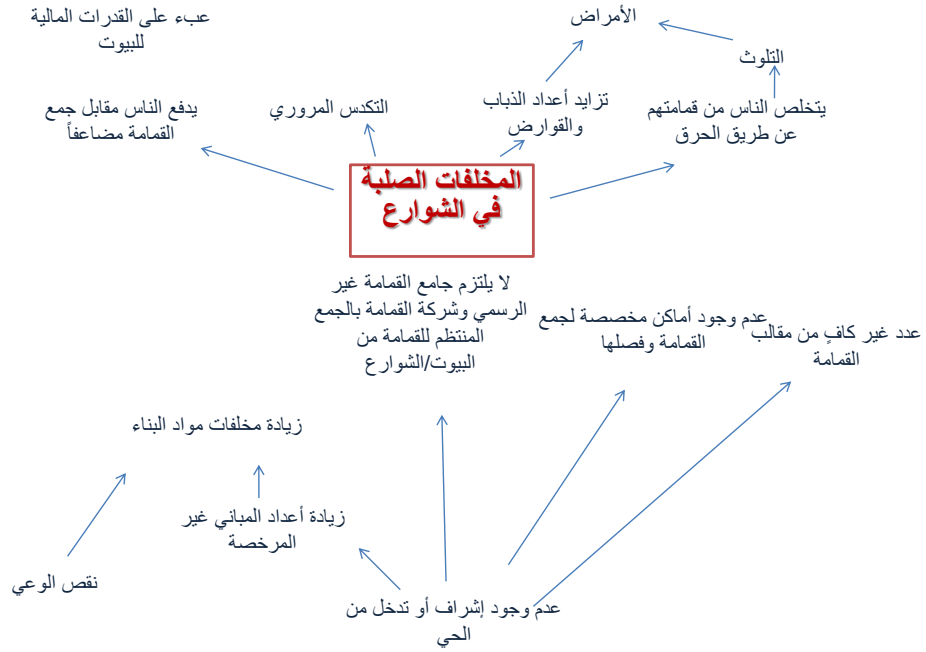 الأمراض
عبء على القدرات المالية
للبيوت
التلوث
يتخلص الناس من قمامتهم
عن طريق الحرق
تزايد أعداد الذباب
والقوارض
التكدس المروري
يدفع الناس مقابل جمع
القمامة مضاعفاً
المخلفات الصلبة
في الشوارع
لا يلتزم جامع القمامة غير
الرسمي وشركة القمامة بالجمع
المنتظم للقمامة من
البيوت/الشوارع
عدم وجود أماكن مخصصة لجمع
القمامة وفصلها
عدد غير كافٍ من مقالب
القمامة
زيادة مخلفات مواد البناء
زيادة أعداد المباني غير
المرخصة
نقص الوعي
عدم وجود إشراف أو تدخل من
الحي